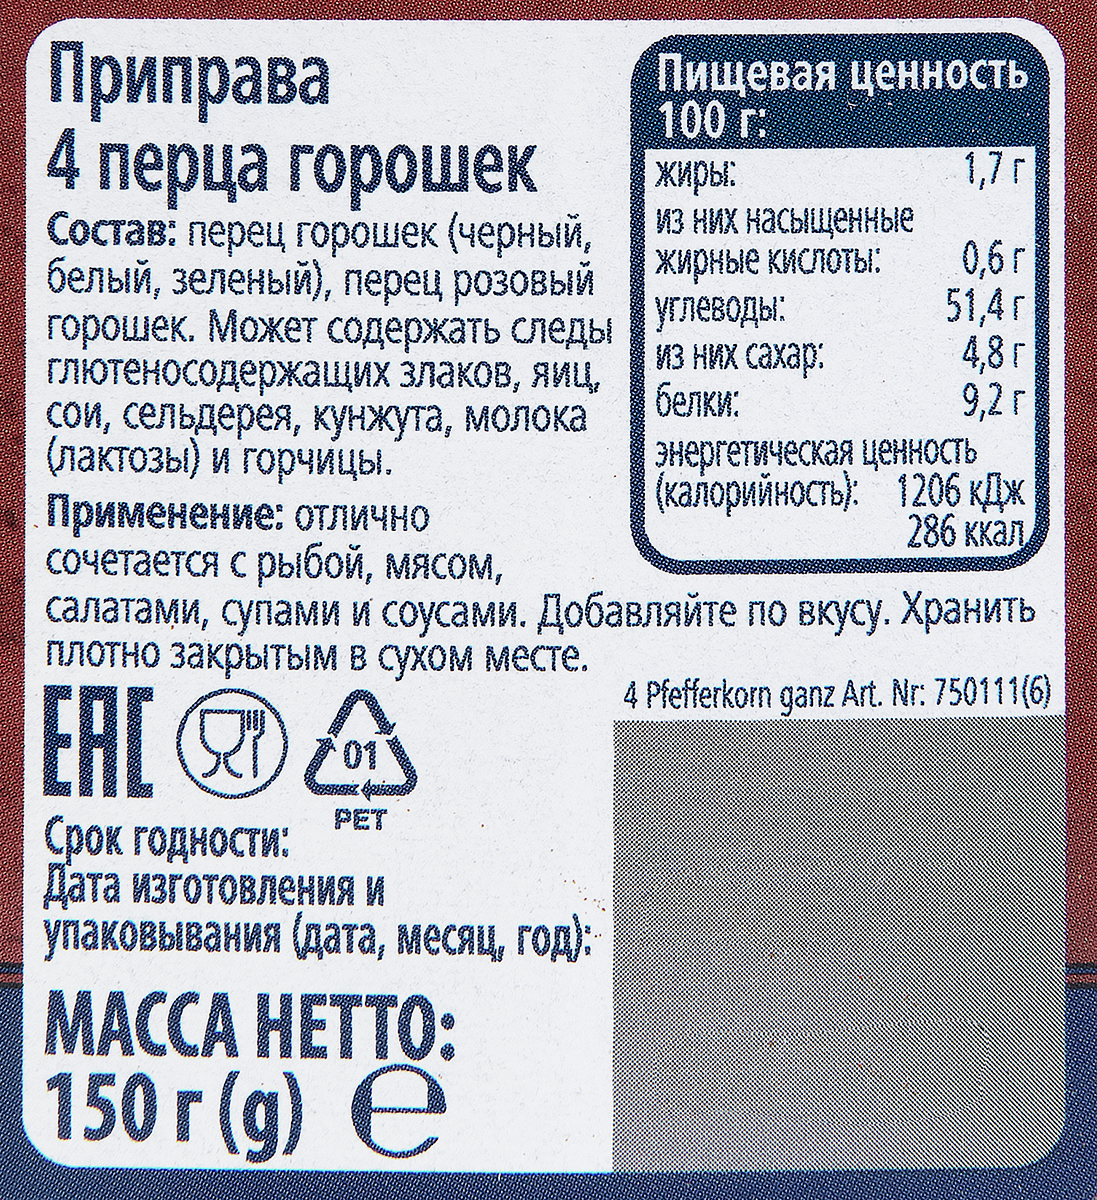 Приправа
4 перца горошек
Состав: перец горошек (черный,
белый, зеленый), перец розовый
горошек. Может содержать следы
глютеносодержащих злаков, яиц,
сои, сельдерея, кунжута, молока
(лактозы) и горчицы.
Применение: отлично
сочетается с рыбой, мясом,
салатами, супами и соусами. Добавляйте по вкусу. Хранить
плотно закрытым в сухом месте.
Пищевая ценность
100 г:
жиры: 1,7 г
из них насыщенные
жирные кислоты: 0,6 г
углеводы: 51,4 г
из них сахар: 4,8 г
белки: 9,2 г
энергетическая ценность
(калорийность): 1206 кДж
286 ккал
4 Pfefferkorn ganz Art. Nr: 750111(6)
EAC
01
PET
Срок годности:
Дата изготовления и
упаковывания (дата, месяц, год):
МАССА НЕТТО:
150 г (g) e